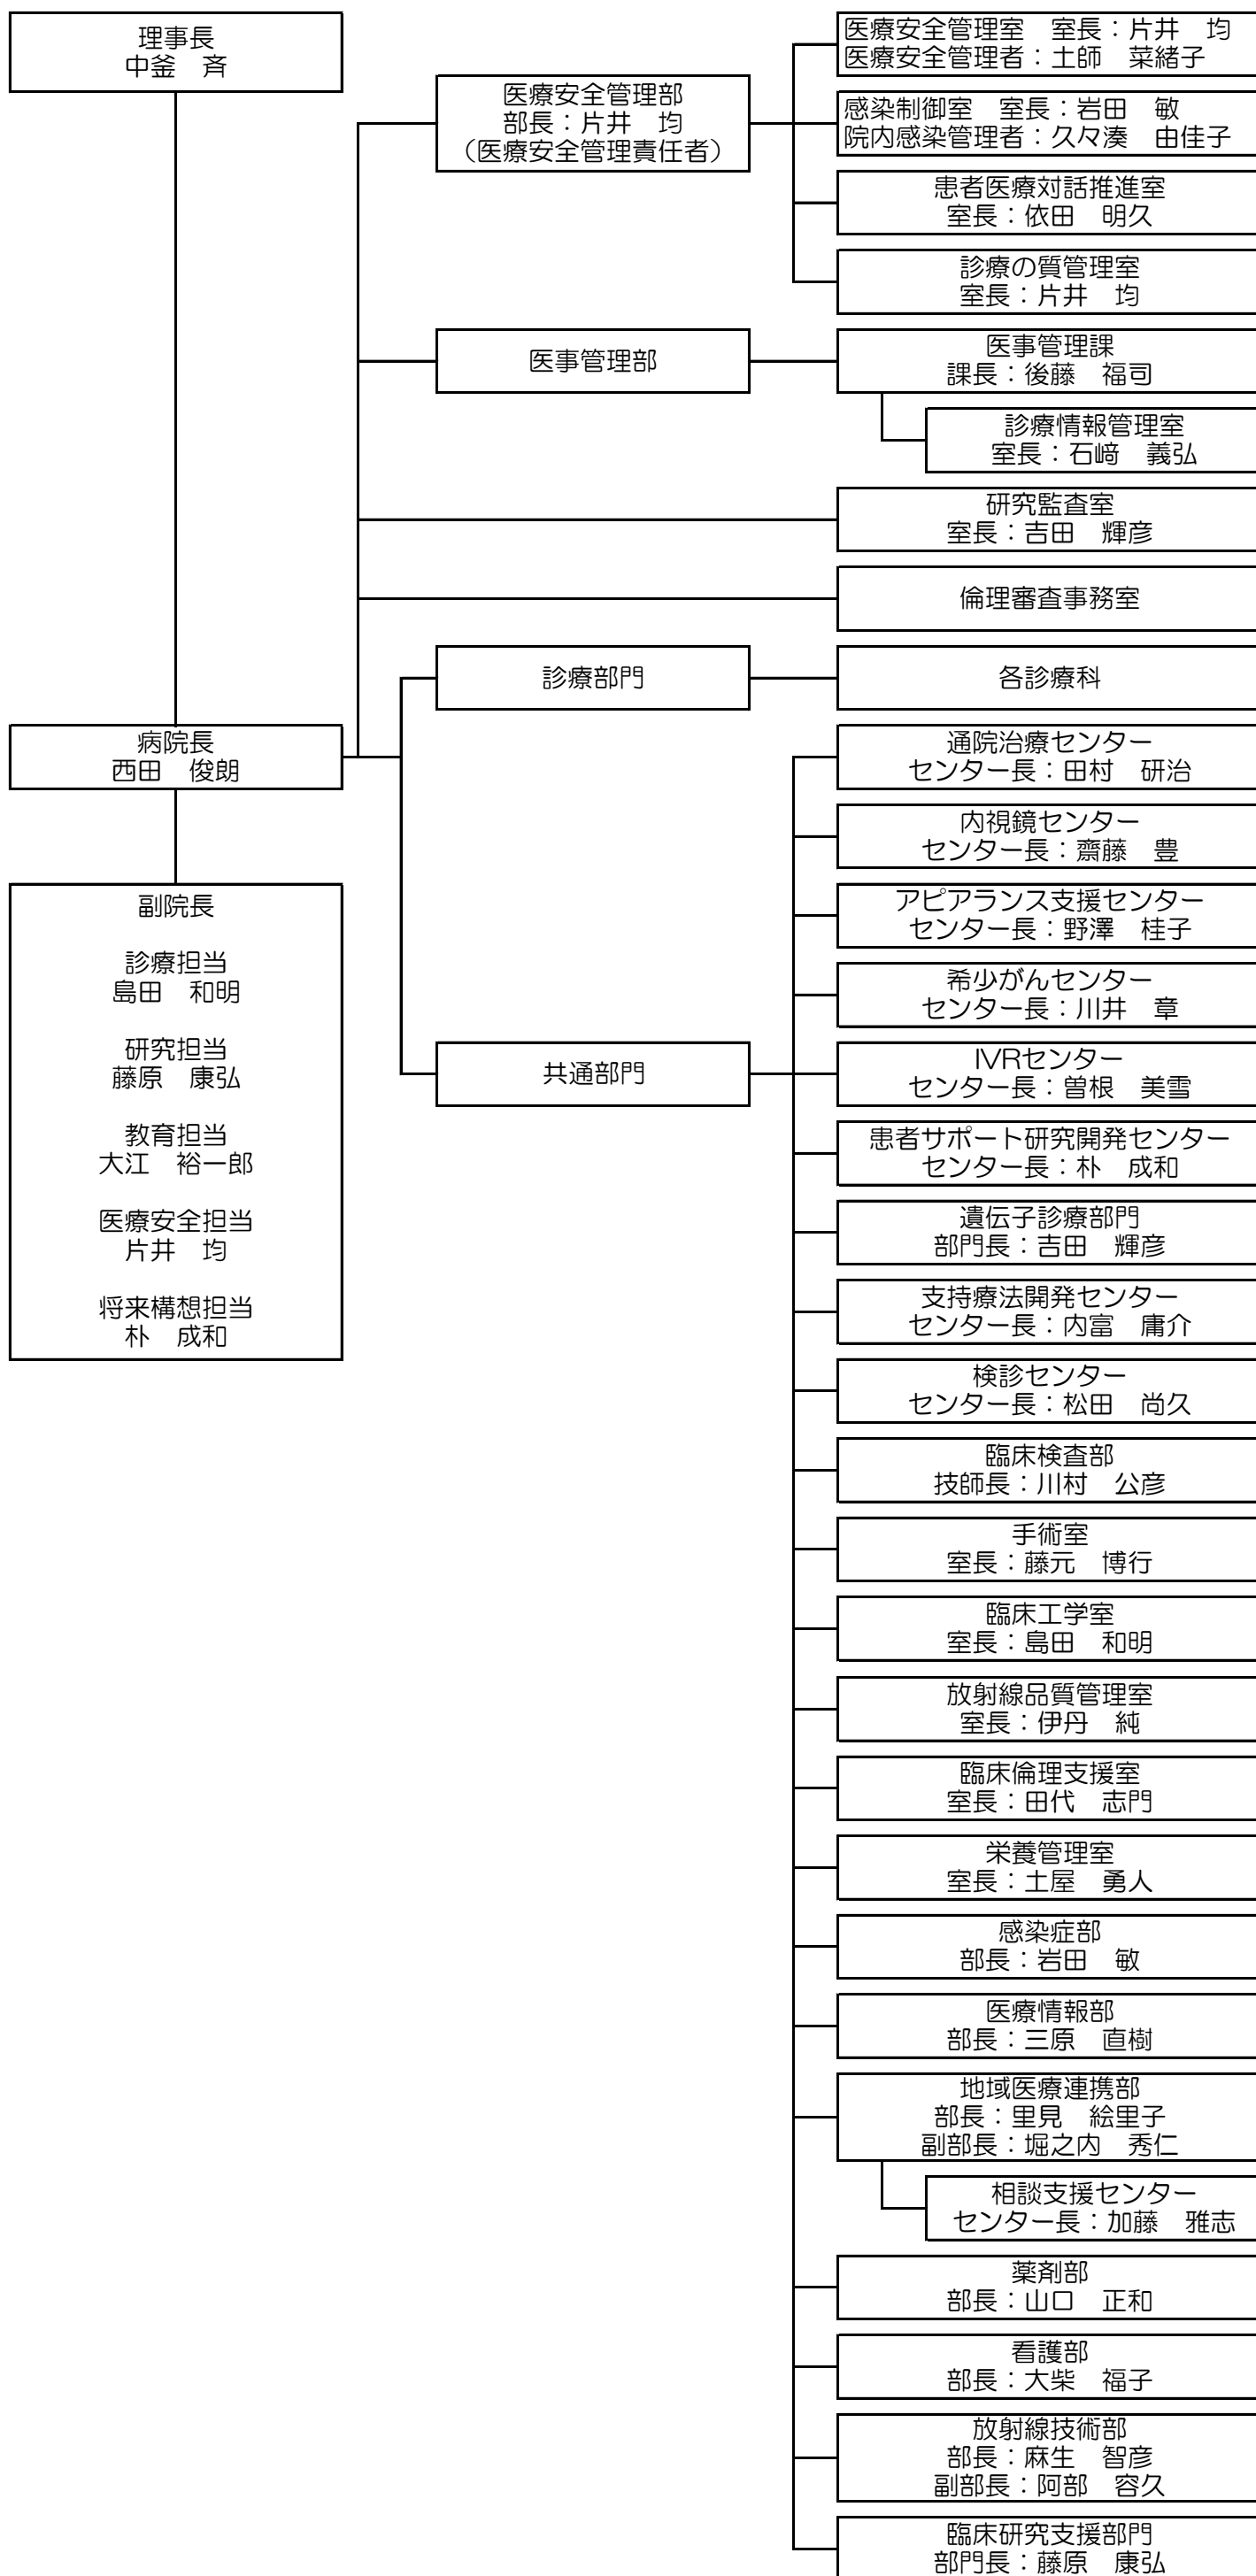 理事長
中釜　斉
病院長
西田　俊朗
副院長
診療担当
島田　和明
研究担当
藤原　康弘
教育担当
大江　裕一郎
医療安全担当
片井　均
将来構想担当
朴　成和
医療安全管理部
部長：片井　均
（医療安全管理責任者）
医療安全管理室　室長：片井　均
医療安全管理者：土師　菜緒子
感染制御室　室長：岩田　敏
院内感染管理者：久々湊　由佳子
患者医療対話推進室
室長：依田　明久
診療の質管理室
室長：片井　均
医事管理部
医事管理課
課長：後藤　福司
診療情報管理室
室長：石﨑　義弘
研究監査室
室長：吉田　輝彦
倫理審査事務室
診療部門
各診療科
共通部門
通院治療センター
センター長：田村　研治
内視鏡センター
センター長：齋藤　豊
アピアランス支援センター
センター長：野澤　桂子
希少がんセンター
センター長：川井　章
IVRセンター
センター長：曽根　美雪
患者サポート研究開発センター
センター長：朴　成和
遺伝子診療部門
部門長：吉田　輝彦
支持療法開発センター
センター長：内富　庸介
検診センター
センター長：松田　尚久
臨床検査部
技師長：川村　公彦
手術室
室長：藤元　博行
臨床工学室
室長：島田　和明
放射線品質管理室
室長：伊丹　純
臨床倫理支援室
室長：田代　志門
栄養管理室
室長：土屋　勇人
感染症部
部長：岩田　敏
医療情報部
部長：三原　直樹
地域医療連携部
部長：里見　絵里子
副部長：堀之内　秀仁
相談支援センター
センター長：加藤　雅志
薬剤部
部長：山口　正和
看護部
部長：大柴　福子
放射線技術部
部長：麻生　智彦
副部長：阿部　容久
臨床研究支援部門
部門長：藤原　康弘